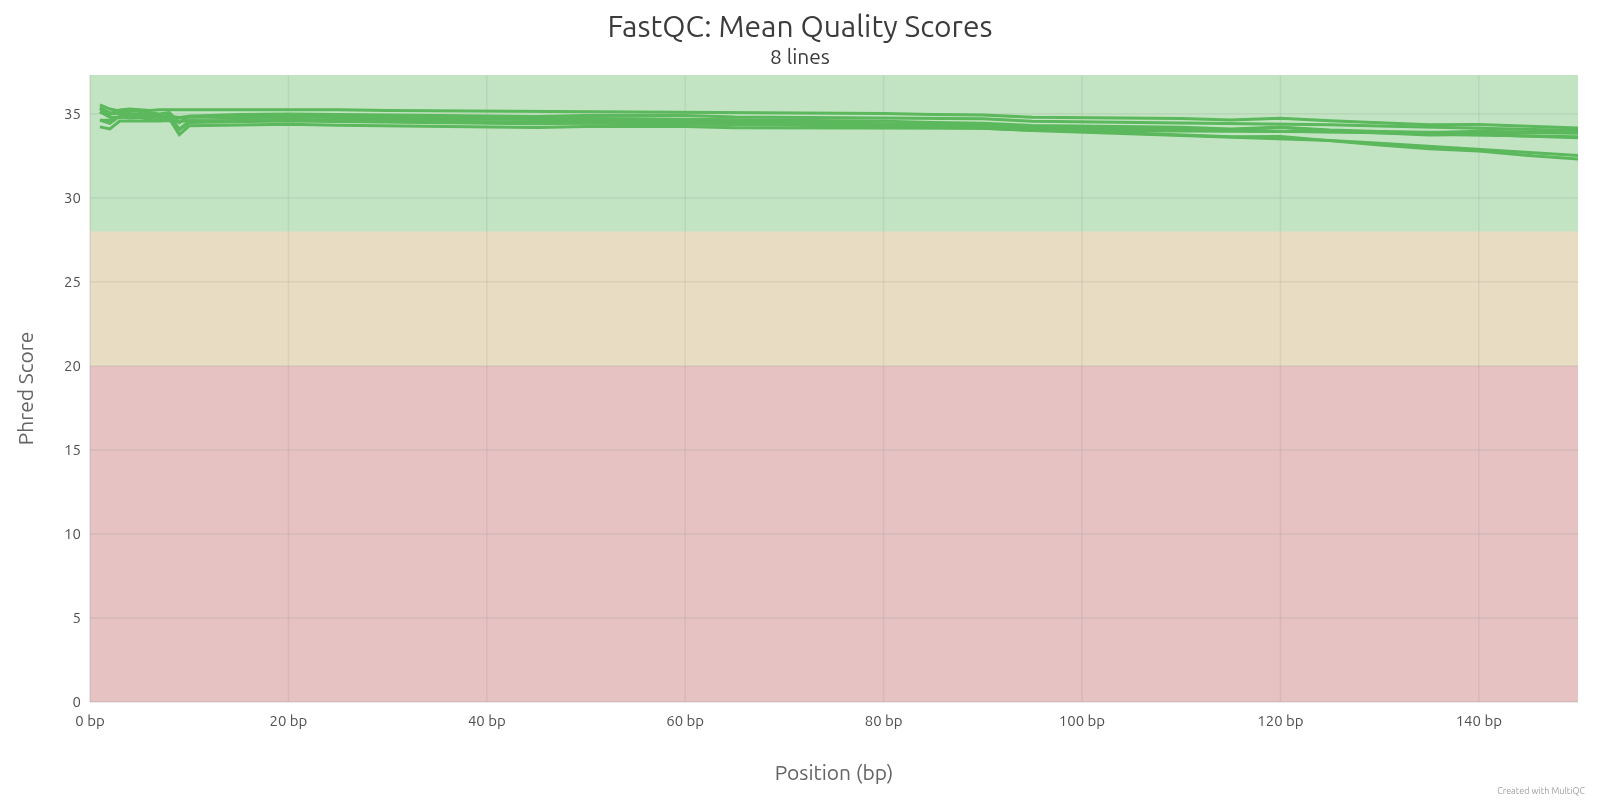 FastQC: Mean Quality Scores
8 lines
35
30
25
20
15
10
5
0
Phred Score
0 bp
20 bp
40 bp
60 bp
80 bp
100 bp
120 bp
140 bp
Position (bp)
Created with MultiQC